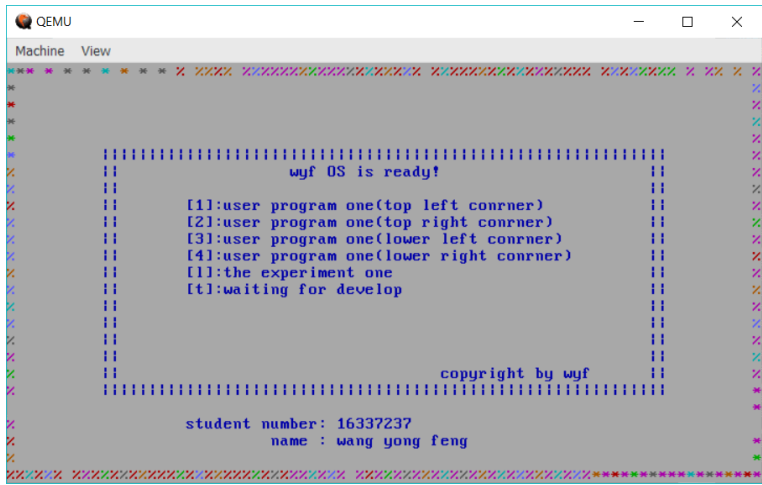 QEMU
Machine View
wyf OS is ready!
[1]:user program one(top left conrner)
[2]:user program one(top right conrner)
[3]:user program one(lower left conrner)
[4]:user program one(lower right conrner)
[l]:the experiment one
[t]:waiting for develop
copyright by wyf
student number: 16337237
name : wang yong feng